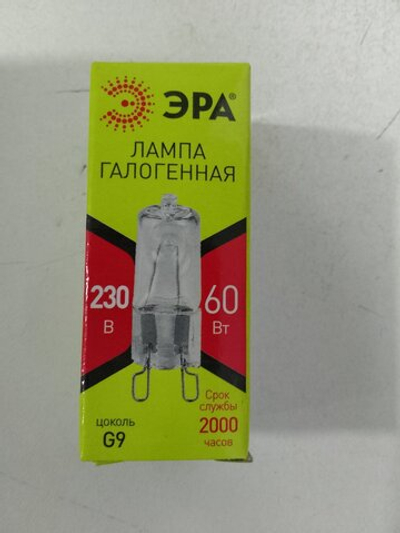 ЭРА®
ЛАМПА
ГАЛОГЕННАЯ
230
В
60
Вт
цоколь
G9
Срок
службы
2000
часов